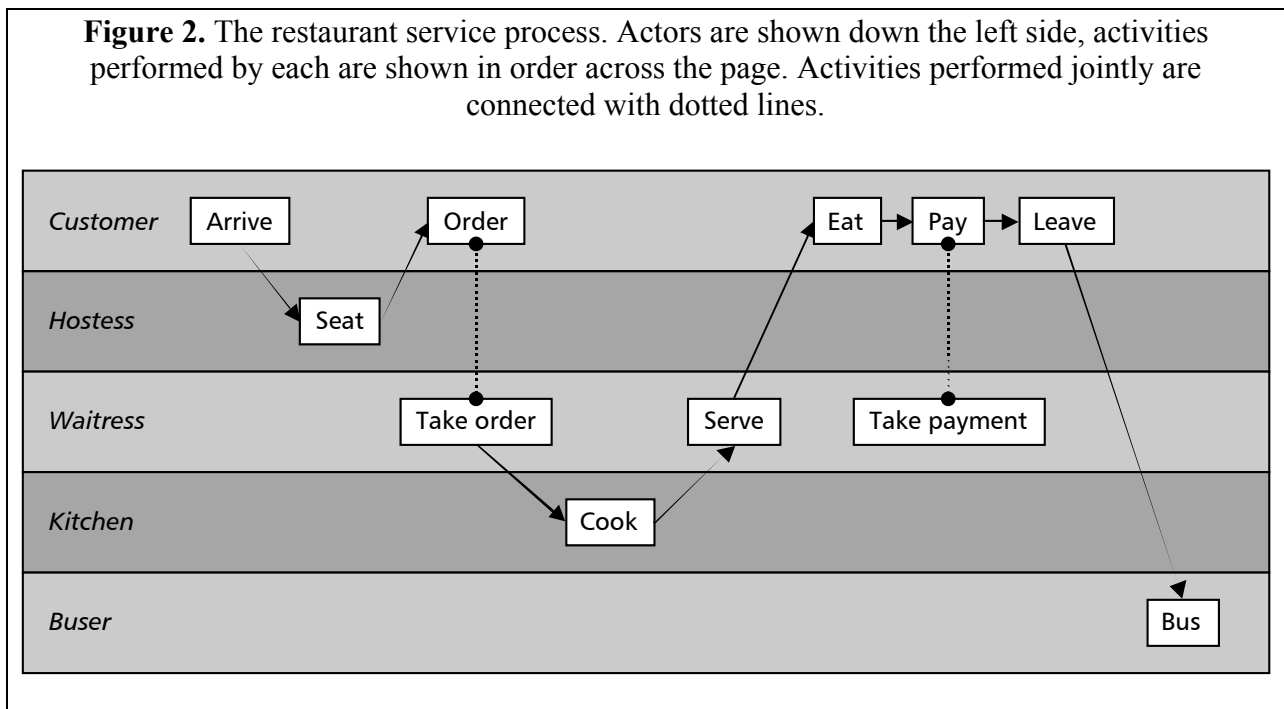 Figure 2. The restaurant service process. Actors are shown down the left side, activities
performed by each are shown in order across the page. Activities performed jointly are
connected with dotted lines.
Customer Arrive Order Eat Pay Leave
Hostess Seat
Waitress Take order Serve Take payment
Kitchen Cook
Buser Bus